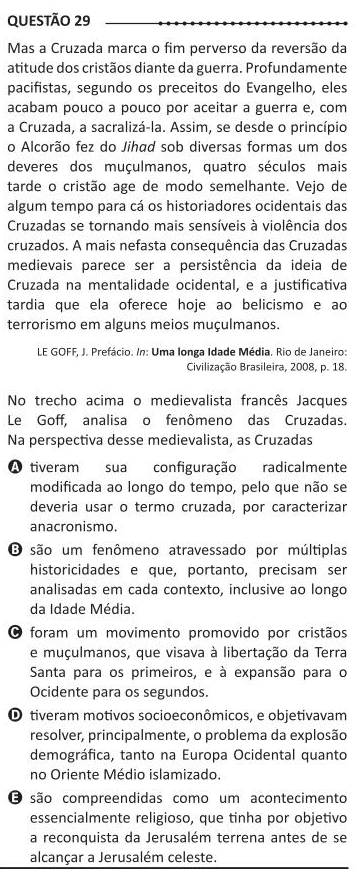 QUESTÃO 29
Mas a Cruzada marca o fim perverso da reversão da
atitude dos cristãos diante da guerra. Profundamente
pacifistas, segundo os preceitos do Evangelho, eles
acabam pouco a pouco por aceitar a guerra e, com
a Cruzada, a sacralizá-la. Assim, se desde o princípio
o Alcorão fez do Jihad sob diversas formas um dos
deveres dos muçulmanos, quatro séculos mais
tarde o cristão age de modo semelhante. Vejo de
algum tempo para cá os historiadores ocidentais das
Cruzadas se tornando mais sensíveis à violência dos
cruzados. A mais nefasta consequência das Cruzadas
medievais parece ser a persistência da ideia de
Cruzada na mentalidade ocidental, e a justificativa
tardia que ela oferece hoje ao belicismo e ao
terrorismo em alguns meios muçulmanos.
LE GOFF, J. Prefácio. In: Uma longa Idade Média. Rio de Janeiro:
Civilização Brasileira, 2008, p. 18.
No trecho acima o medievalista francês Jacques
Le Goff, analisa o fenômeno das Cruzadas.
Na perspectiva desse medievalista, as Cruzadas
A tiveram sua configuração radicalmente
modificada ao longo do tempo, pelo que não se
deveria usar o termo cruzada, por caracterizar
anacronismo.
B são um fenômeno atravessado por múltiplas
historicidades e que, portanto, precisam ser
analisadas em cada contexto, inclusive ao longo
da Idade Média.
C foram um movimento promovido por cristãos
e muçulmanos, que visava à libertação da Terra
Santa para os primeiros, e à expansão para o
Ocidente para os segundos.
D tiveram motivos socioeconômicos, e objetivavam
resolver, principalmente, o problema da explosão
demográfica, tanto na Europa Ocidental quanto
no Oriente Médio islamizado.
E são compreendidas como um acontecimento
essencialmente religioso, que tinha por objetivo
a reconquista da Jerusalém terrena antes de se
alcançar a Jerusalém celeste.